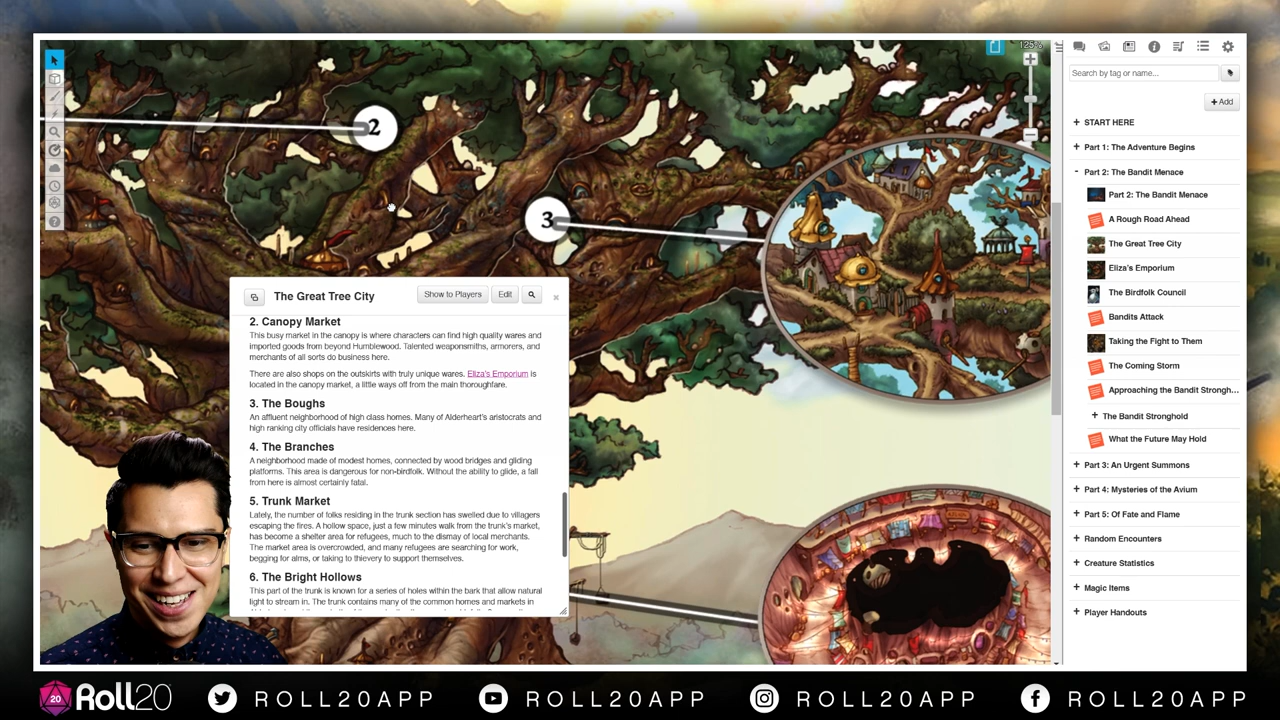 125%
2
3
The Great Tree City
Show to Players
Edit
2. Canopy Market
This busy market in the canopy is where characters can find high quality wares and
imported goods from beyond Humblewood. Talented weaponsmiths, armorers, and
merchants of all sorts do business here.
There are also shops on the outskirts with truly unique wares. Eliza's Emporium is
located in the canopy market, a little ways off from the main thoroughfare.
3. The Boughs
An affluent neighborhood of high class homes. Many of Alderheart's aristocrats and
high ranking city officials have residences here.
4. The Branches
A neighborhood made of modest homes, connected by wood bridges and gliding
platforms. This area is dangerous for non-birdfolk. Without the ability to glide, a fall
from here is almost certainly fatal.
5. Trunk Market
Lately, the number of folks residing in the trunk section has swelled due to villagers
escaping the fires. A hollow space, just a few minutes walk from the trunk's market,
has become a shelter area for refugees, much to the dismay of local merchants.
The market area is overcrowded, and many refugees are searching for work,
begging for alms, or taking to thievery to support themselves.
6. The Bright Hollows
This part of the trunk is known for a series of holes within the bark that allow natural
light to stream in. The trunk contains many of the common homes and markets in
Search by tag or name...
+ Add
+ START HERE
+ Part 1: The Adventure Begins
- Part 2: The Bandit Menace
Part 2: The Bandit Menace
A Rough Road Ahead
The Great Tree City
Eliza's Emporium
The Birdfolk Council
Bandits Attack
Taking the Fight to Them
The Coming Storm
Approaching the Bandit Strongh...
+ The Bandit Stronghold
What the Future May Hold
+ Part 3: An Urgent Summons
+ Part 4: Mysteries of the Avium
+ Part 5: Of Fate and Flame
+ Random Encounters
+ Creature Statistics
+ Magic Items
+ Player Handouts
20 Roll20
ROLL20APP
ROLL20APP
ROLL20APP
ROLL20APP